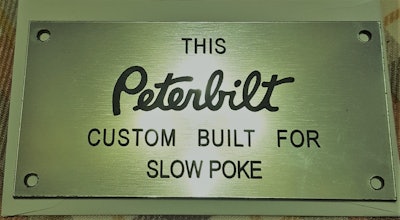 THIS
Peterbilt
CUSTOM BUILT FOR
SLOW POKE